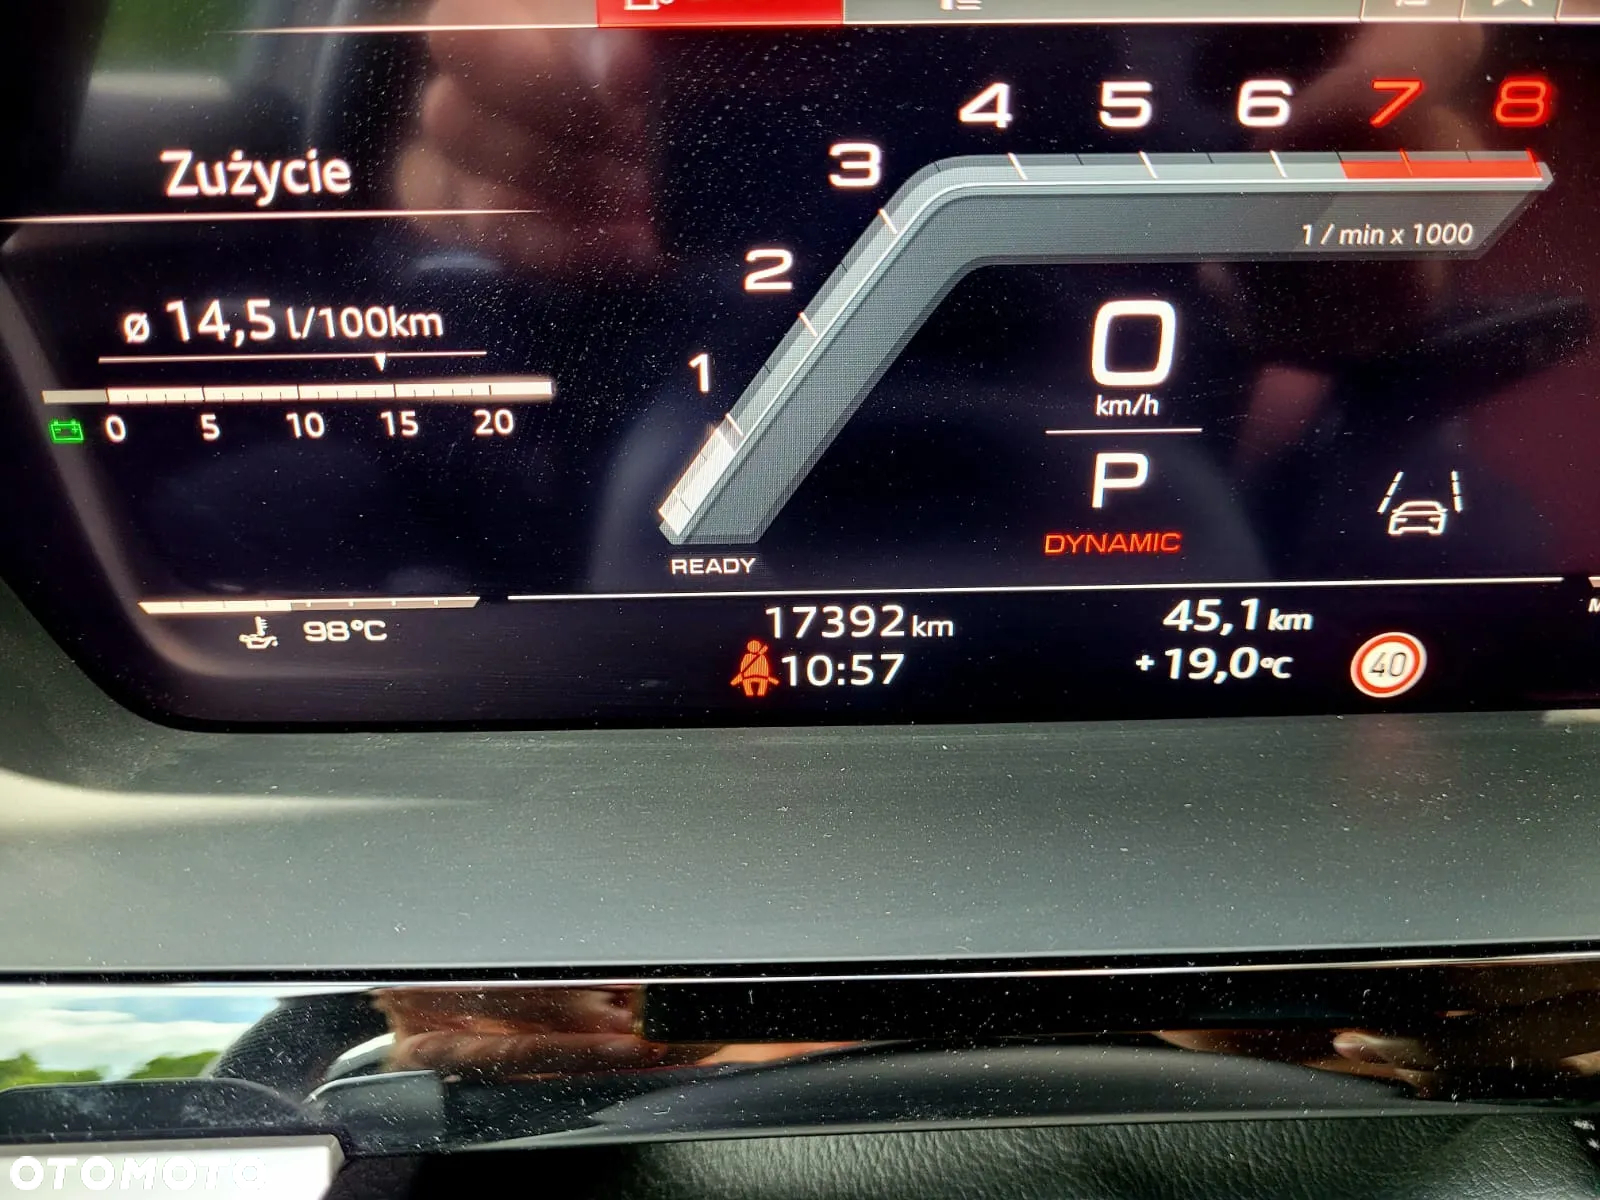 Zużycie
ø 14,5 l/100km
0 5 10 15 20
1 2 3 4 5 6 7 8
1 / min x 1000
0
km/h
P
DYNAMIC
READY
98°C
17392 km
10:57
45,1 km
+19,0°C
40
OTOMOTO